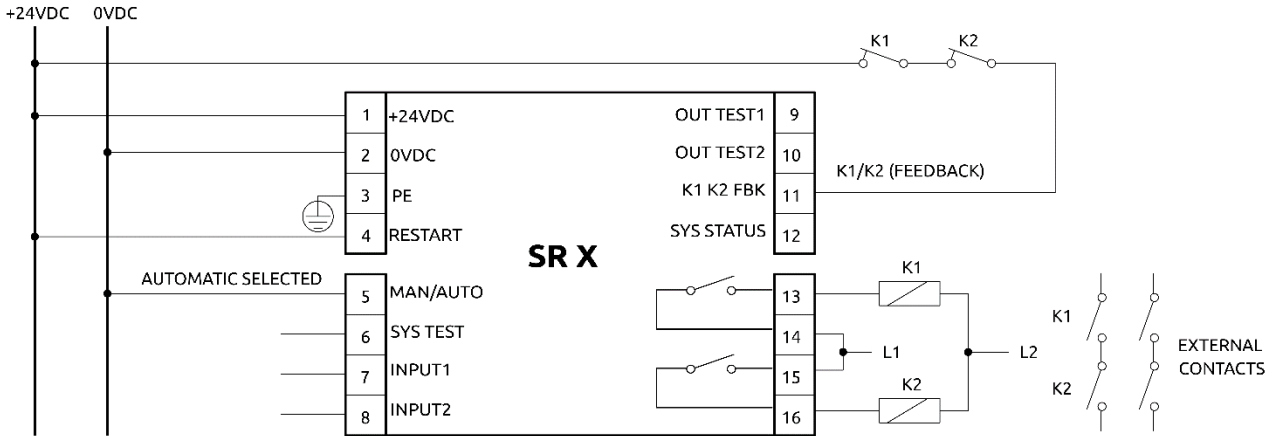 +24VDC 0VDC
K1 K2
1 +24VDC
2 0VDC
3 PE
4 RESTART
OUT TEST1 9
OUT TEST2 10
K1 K2 FBK 11
SYS STATUS 12
K1/K2 (FEEDBACK)
SR X
AUTOMATIC SELECTED
5 MAN/AUTO
6 SYS TEST
7 INPUT1
8 INPUT2
13
14
15
16
K1
L1
L2
K2
K1
K2
EXTERNAL
CONTACTS